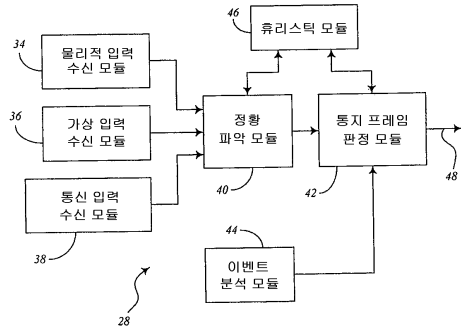 46
휴리스틱 모듈
34
물리적 입력
수신 모듈
36
가상 입력
수신 모듈
정황
파악 모듈
40
통지 프레임
판정 모듈
42
48
통신 입력
수신 모듈
38
44
이벤트
분석 모듈
28